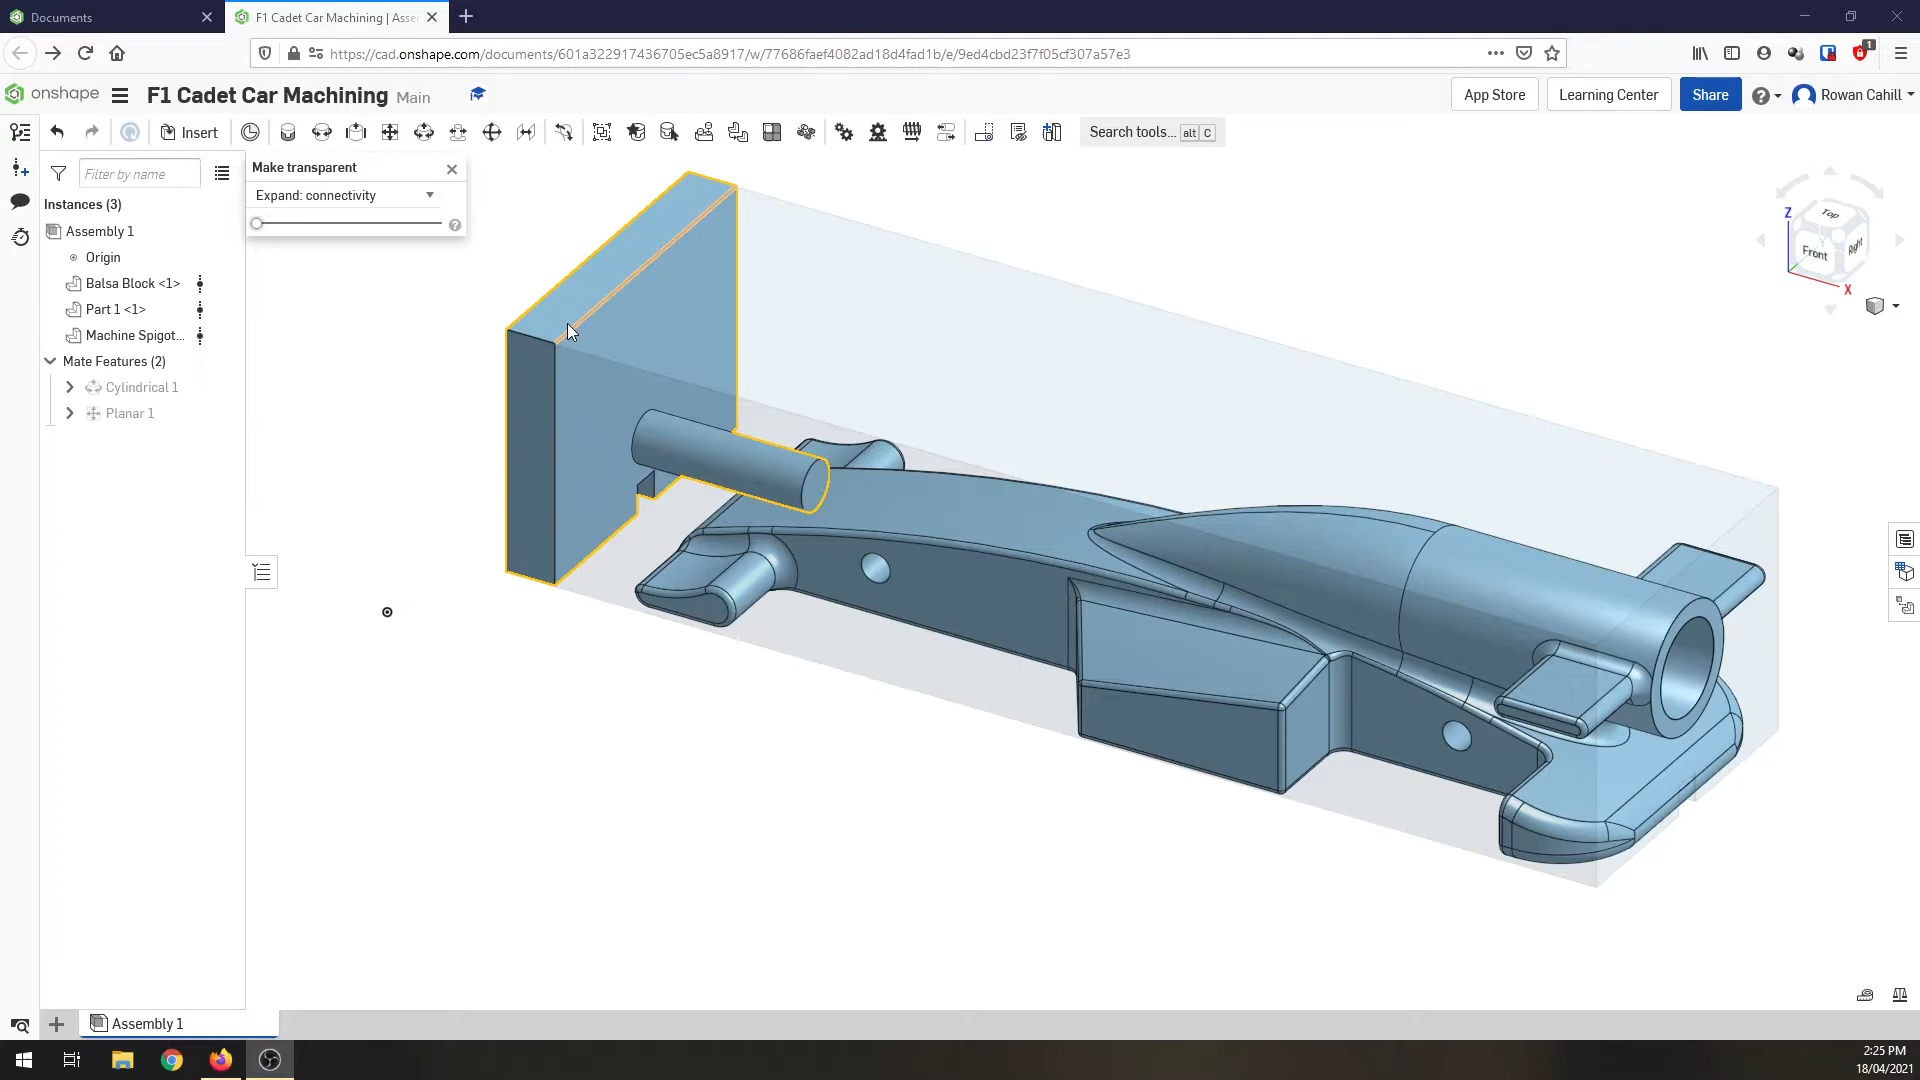 Documents
F1 Cadet Car Machining | Asse
https://cad.onshape.com/documents/601a322917436705ec5a8917/w/77686faef4082ad18d4fad1b/e/9ed4cbd23f7f05cf307a57e3
1
onshape
F1 Cadet Car Machining Main
App Store
Learning Center
Share
Rowan Cahill
Insert
Search tools... alt C
Filter by name
Make transparent
Expand: connectivity
Instances (3)
Assembly 1
Origin
Balsa Block <1>
Part 1 <1>
Machine Spigot...
Mate Features (2)
Cylindrical 1
Planar 1
Z
Top
Y
Front
Right
X
Assembly 1
2:25 PM
18/04/2021